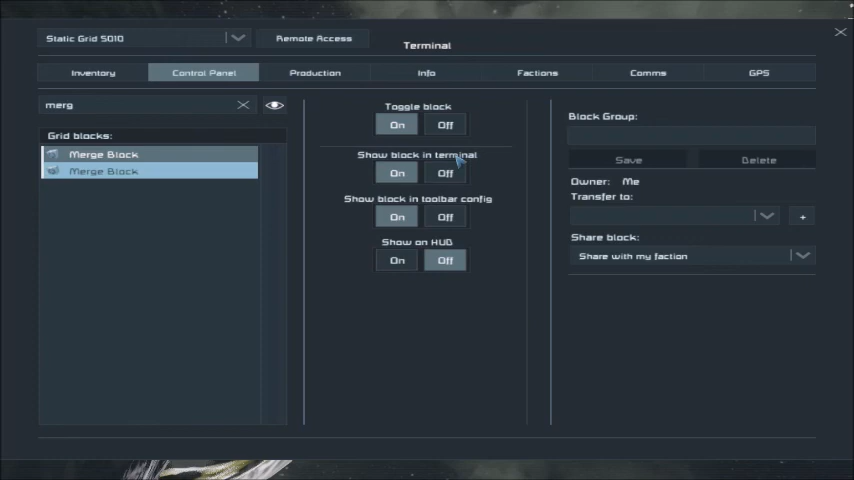 Static Grid 5010
Remote Access
Terminal
Inventory
Control Panel
Production
Info
Factions
Comms
GPS
merg
Grid blocks:
Merge Block
Merge Block
Toggle block
On Off
Show block in terminal
On Off
Show block in toolbar config
On Off
Show on HUD
On Off
Block Group:
Save Delete
Owner: Me
Transfer to:
+
Share block:
Share with my faction